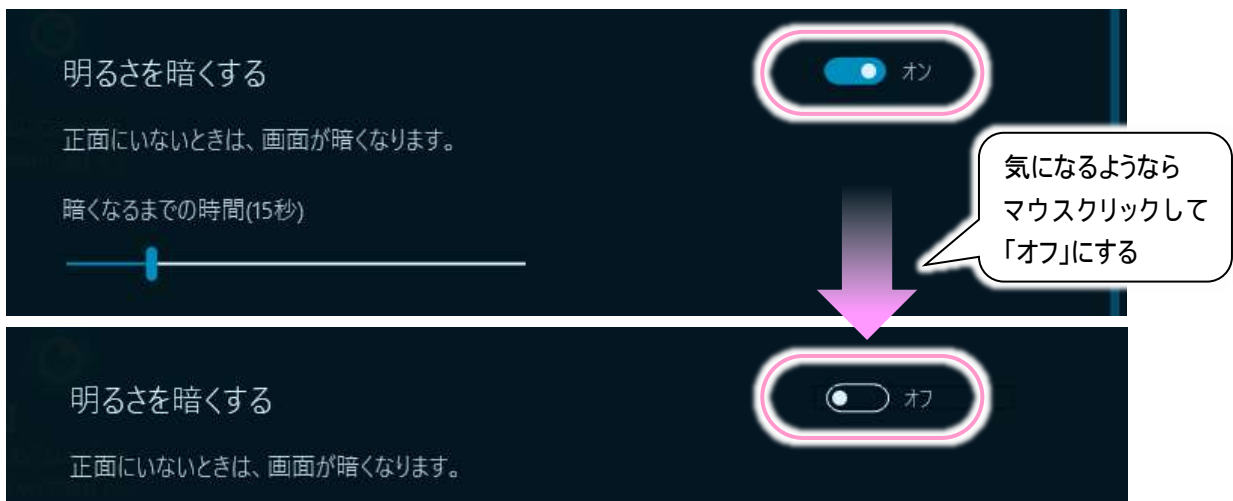 明るさを暗くする
オン
正面にいないときは、画面が暗くなります。
暗くなるまでの時間(15秒)
気になるようなら
マウスクリックして
「オフ」にする
明るさを暗くする
オフ
正面にいないときは、画面が暗くなります。